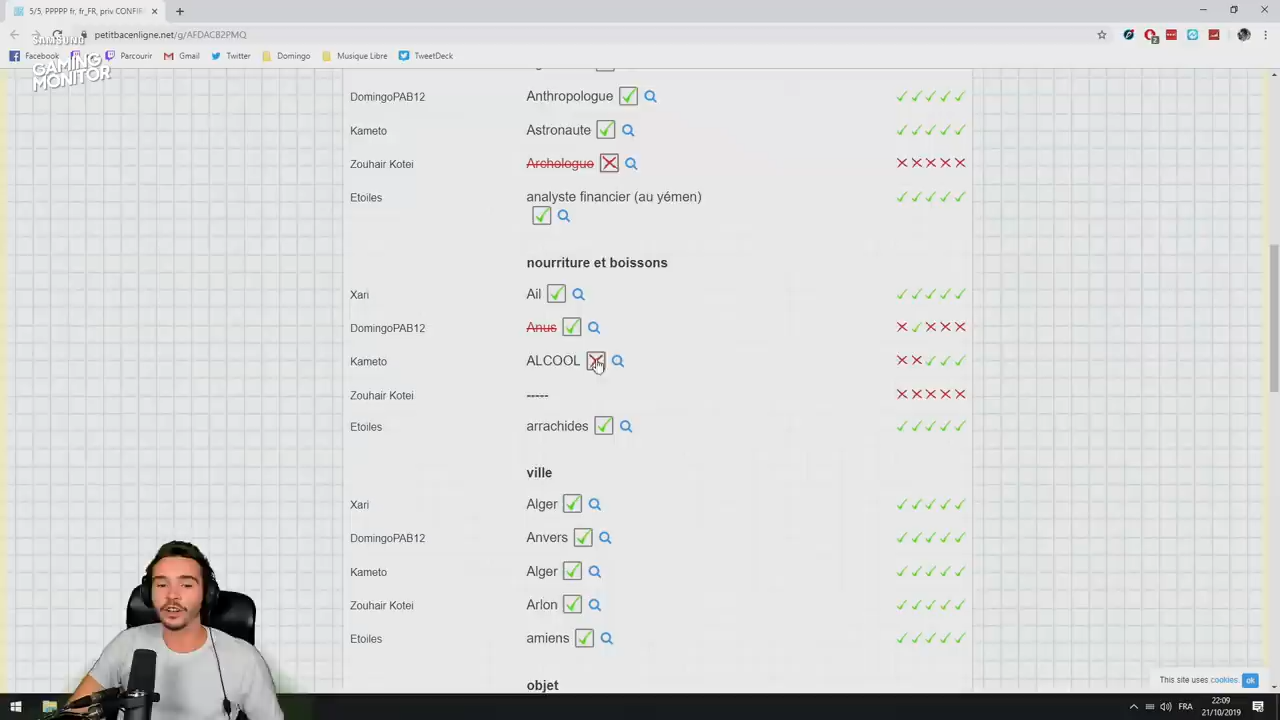 5/5, PPPPP fr, fr_FR, priv CONFIR
petitbacenligne.net/g/AFDACB2PMQ
SAMSUNG
GAMING
MONITOR
Facebook
Parcourir
Gmail
Twitter
Domingo
Musique Libre
TweetDeck
DomingoPAB12 Anthropologue
Kameto Astronaute
Zouhair Kotei Archologue
Etoiles analyste financier (au yémen)
nourriture et boissons
Xari Ail
DomingoPAB12 Anus
Kameto ALCOOL
Zouhair Kotei -----
Etoiles arrachides
ville
Xari Alger
DomingoPAB12 Anvers
Kameto Alger
Zouhair Kotei Arlon
Etoiles amiens
objet
This site uses cookies. ok
FRA
22:09
21/10/2019